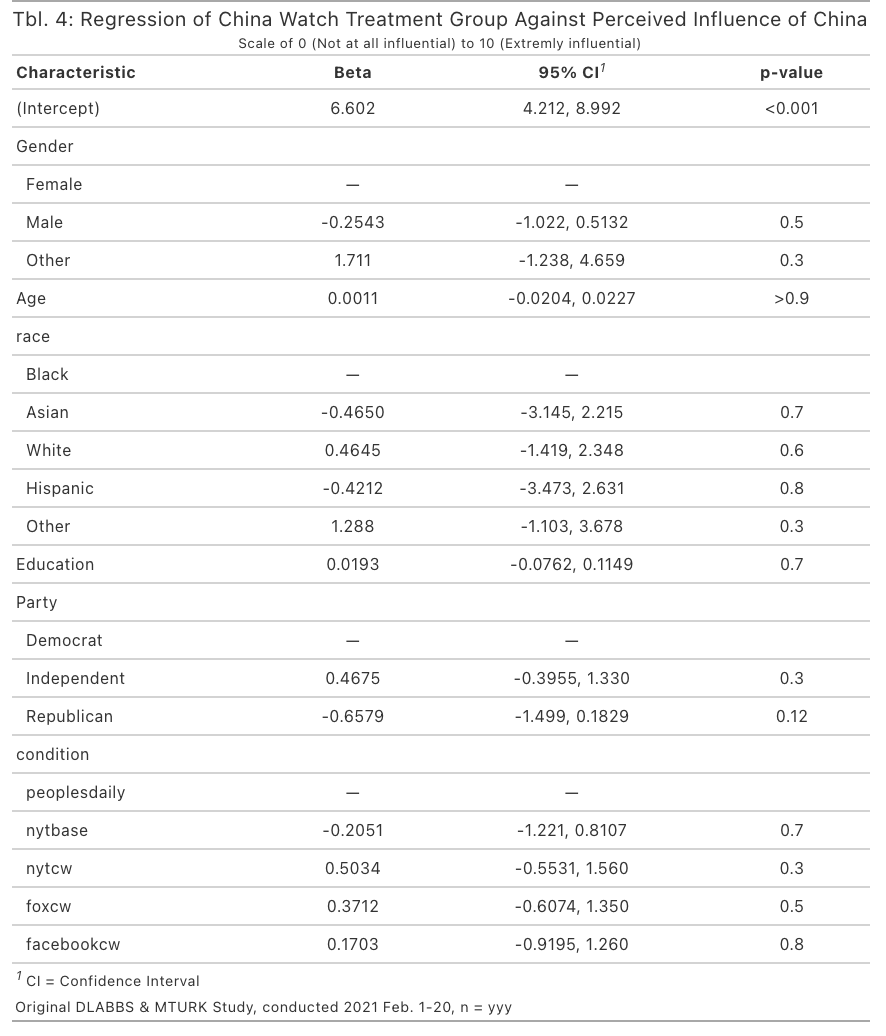 Tbl. 4: Regression of China Watch Treatment Group Against Perceived Influence of China
Scale of 0 (Not at all influential) to 10 (Extremly influential)
Characteristic Beta 95% CI¹ p-value
(Intercept) 6.602 4.212, 8.992 <0.001
Gender
Female — —
Male -0.2543 -1.022, 0.5132 0.5
Other 1.711 -1.238, 4.659 0.3
Age 0.0011 -0.0204, 0.0227 >0.9
race
Black — —
Asian -0.4650 -3.145, 2.215 0.7
White 0.4645 -1.419, 2.348 0.6
Hispanic -0.4212 -3.473, 2.631 0.8
Other 1.288 -1.103, 3.678 0.3
Education 0.0193 -0.0762, 0.1149 0.7
Party
Democrat — —
Independent 0.4675 -0.3955, 1.330 0.3
Republican -0.6579 -1.499, 0.1829 0.12
condition
peoplesdaily — —
nytbase -0.2051 -1.221, 0.8107 0.7
nytcw 0.5034 -0.5531, 1.560 0.3
foxcw 0.3712 -0.6074, 1.350 0.5
facebookcw 0.1703 -0.9195, 1.260 0.8
¹ CI = Confidence Interval
Original DLABBS & MTURK Study, conducted 2021 Feb. 1-20, n = yyy